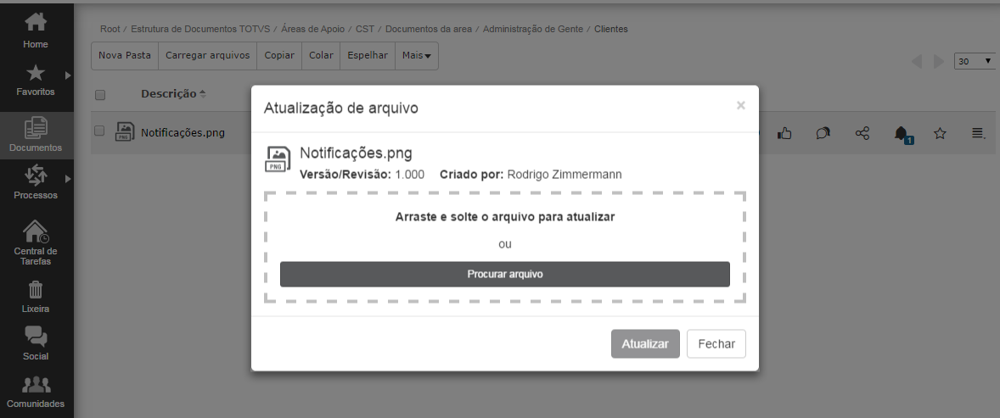 Home
Favoritos
Documentos
Processos
Central de
Tarefas
Lixeira
Social
Comunidades
Root / Estrutura de Documentos TOTVS / Áreas de Apoio / CST / Documentos da area / Administração de Gente / Clientes
Nova Pasta Carregar arquivos Copiar Colar Espelhar Mais
30
Descrição
PNG Notificações.png
1
Atualização de arquivo ×
PNG
Notificações.png
Versão/Revisão: 1.000 Criado por: Rodrigo Zimmermann
Arraste e solte o arquivo para atualizar
ou
Procurar arquivo
Atualizar Fechar